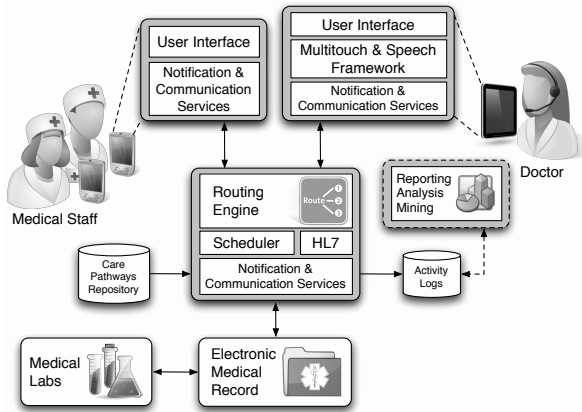 User Interface
Notification &
Communication
Services
User Interface
Multitouch & Speech
Framework
Notification &
Communication Services
Medical Staff
Doctor
Routing
Engine
Route
1
2
3
Scheduler
HL7
Notification &
Communication Services
Reporting
Analysis
Mining
Care
Pathways
Repository
Activity
Logs
Medical
Labs
Electronic
Medical
Record